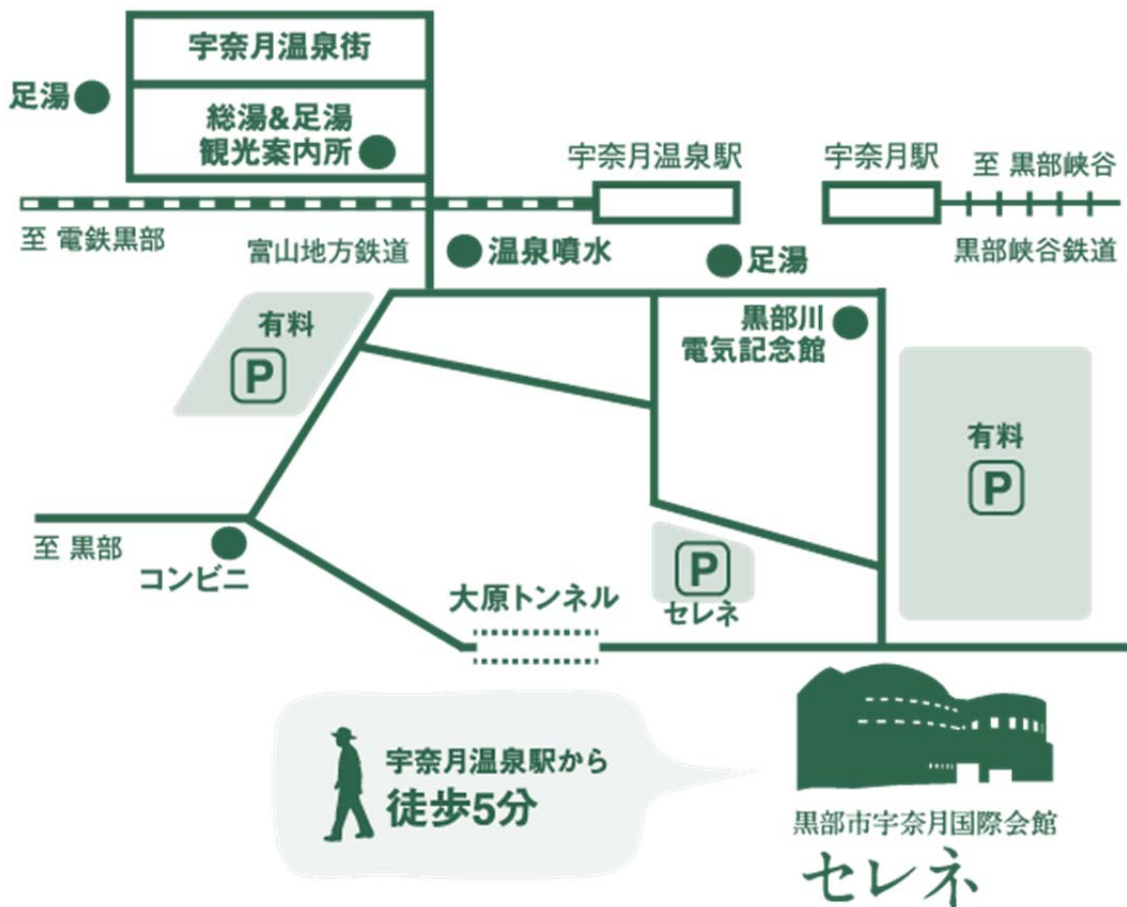 宇奈月温泉街
足湯
総湯&足湯
観光案内所
宇奈月温泉駅
宇奈月駅
至 黒部峡谷
至 電鉄黒部
富山地方鉄道
温泉噴水
足湯
黒部峡谷鉄道
有料
P
黒部川
電気記念館
有料
P
至 黒部
コンビニ
大原トンネル
P
セレネ
宇奈月温泉駅から
徒歩5分
黒部市宇奈月国際会館
セレネ